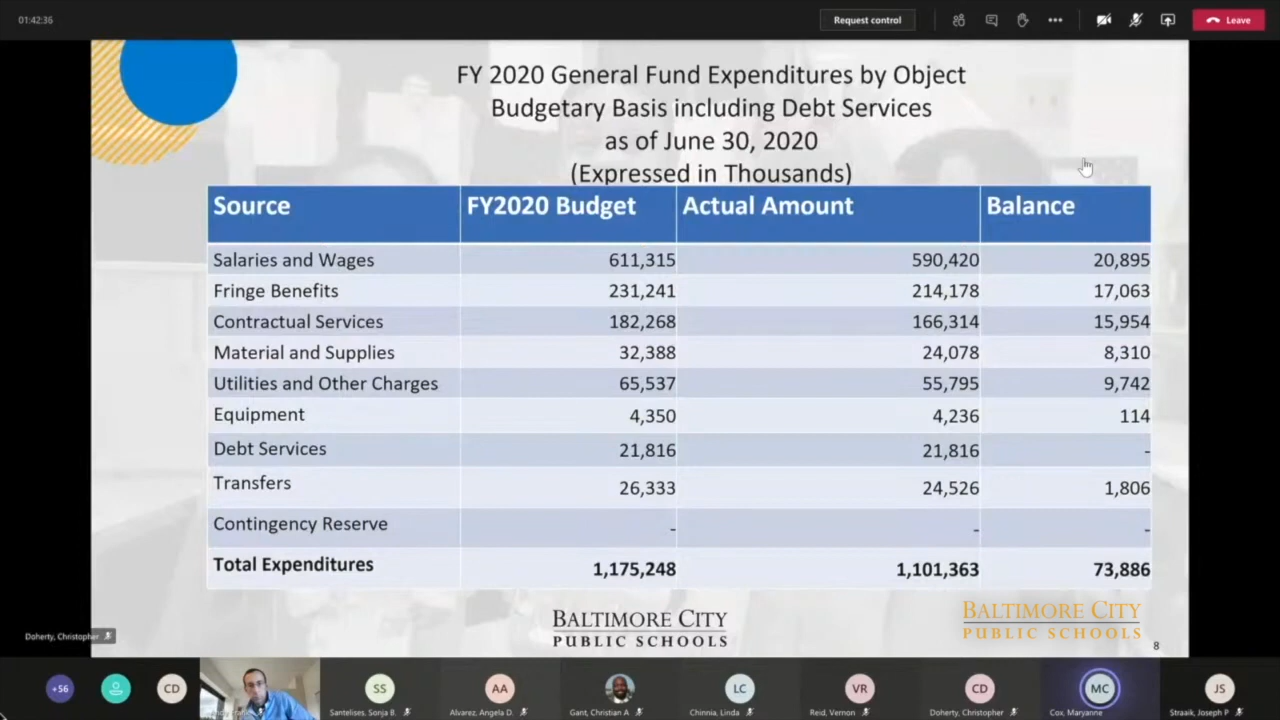 01:42:36
Request control
Leave
FY 2020 General Fund Expenditures by Object
Budgetary Basis including Debt Services
as of June 30, 2020
(Expressed in Thousands)
Source FY2020 Budget Actual Amount Balance
Salaries and Wages 611,315 590,420 20,895
Fringe Benefits 231,241 214,178 17,063
Contractual Services 182,268 166,314 15,954
Material and Supplies 32,388 24,078 8,310
Utilities and Other Charges 65,537 55,795 9,742
Equipment 4,350 4,236 114
Debt Services 21,816 21,816 -
Transfers 26,333 24,526 1,806
Contingency Reserve - - -
Total Expenditures 1,175,248 1,101,363 73,886
BALTIMORE CITY
PUBLIC SCHOOLS
BALTIMORE CITY
PUBLIC SCHOOLS
8
Doherty, Christopher
+56 CD SS AA LC VR CD MC JS
Santelises, Sonja B. Alvarez, Angela D. Gant, Christian A Chinnia, Linda Reid, Vernon Doherty, Christopher Cox, Maryanne Straaik, Joseph P